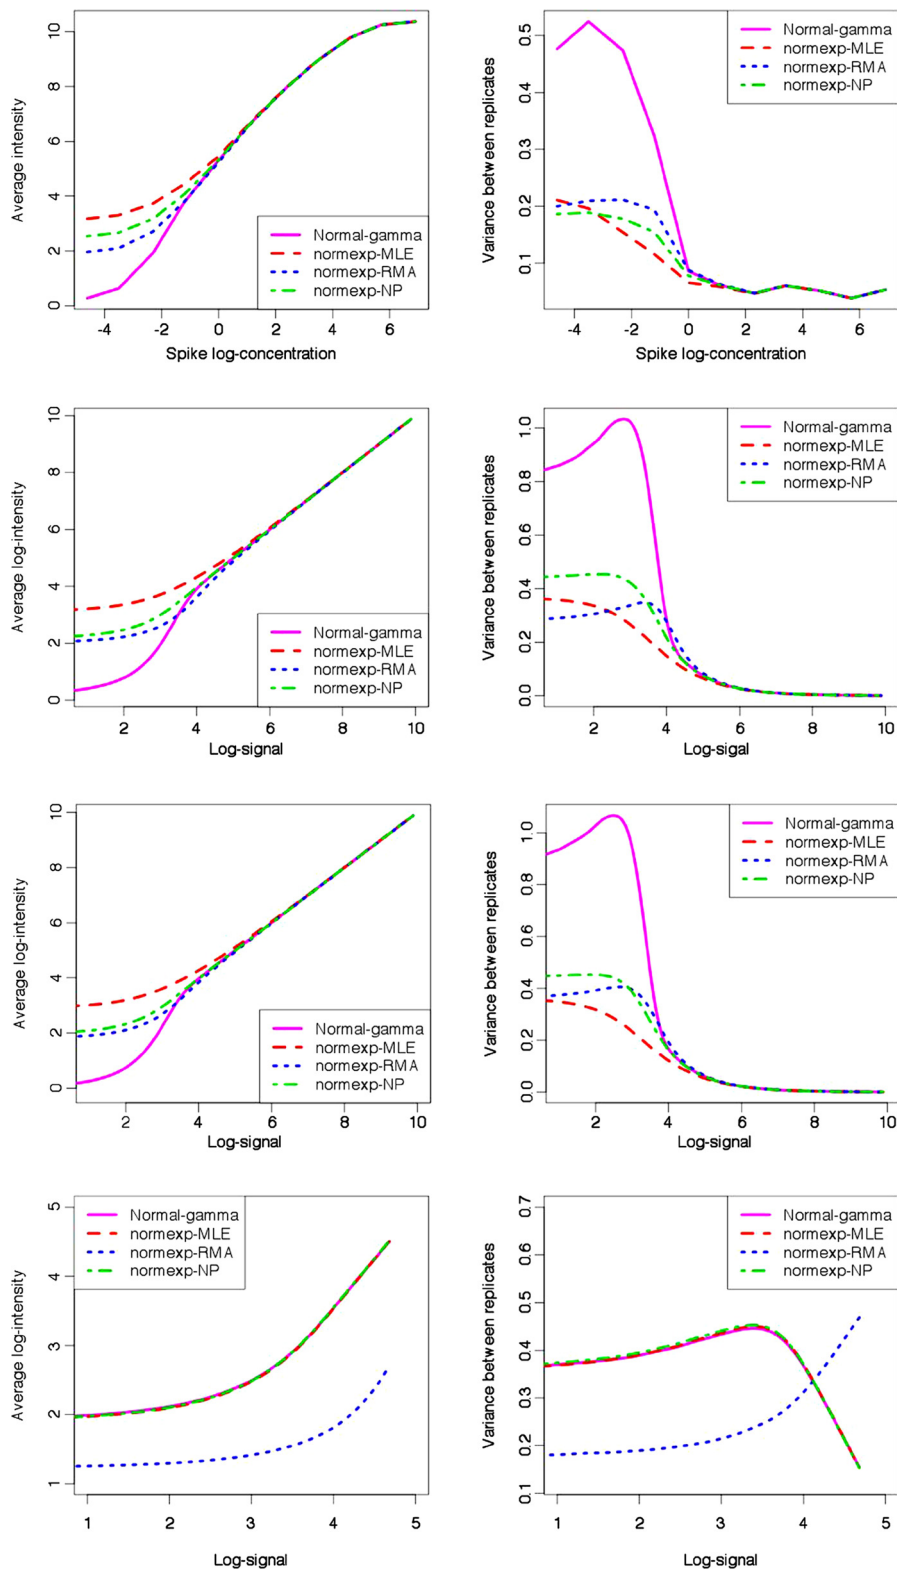 Average intensity
10
8
6
4
2
0
Normal-gamma
normexp-MLE
normexp-RMA
normexp-NP
-4 -2 0 2 4 6
Spike log-concentration
Variance between replicates
0.5
0.4
0.3
0.2
0.1
Normal-gamma
normexp-MLE
normexp-RMA
normexp-NP
-4 -2 0 2 4 6
Spike log-concentration
Average log-intensity
10
8
6
4
2
0
Normal-gamma
normexp-MLE
normexp-RMA
normexp-NP
2 4 6 8 10
Log-signal
Variance between replicates
1.0
0.8
0.6
0.4
0.2
0.0
Normal-gamma
normexp-MLE
normexp-RMA
normexp-NP
2 4 6 8 10
Log-sigal
Average log-intensity
10
8
6
4
2
0
Normal-gamma
normexp-MLE
normexp-RMA
normexp-NP
2 4 6 8 10
Log-signal
Variance between replicates
1.0
0.8
0.6
0.4
0.2
0.0
Normal-gamma
normexp-MLE
normexp-RMA
normexp-NP
2 4 6 8 10
Log-signal
Average log-intensity
5
4
3
2
1
Normal-gamma
normexp-MLE
normexp-RMA
normexp-NP
1 2 3 4 5
Log-signal
Variance between replicates
0.7
0.6
0.5
0.4
0.3
0.2
0.1
Normal-gamma
normexp-MLE
normexp-RMA
normexp-NP
1 2 3 4 5
Log-signal